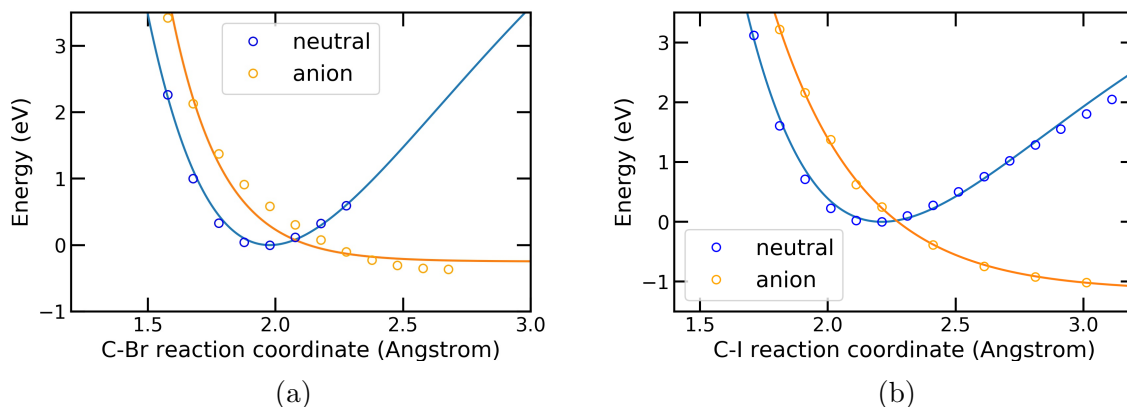 3
2
1
0
−1
Energy (eV)
neutral
anion
1.5
2.0
2.5
3.0
C-Br reaction coordinate (Angstrom)
(a)
3
2
1
0
−1
Energy (eV)
neutral
anion
1.5
2.0
2.5
3.0
C-I reaction coordinate (Angstrom)
(b)